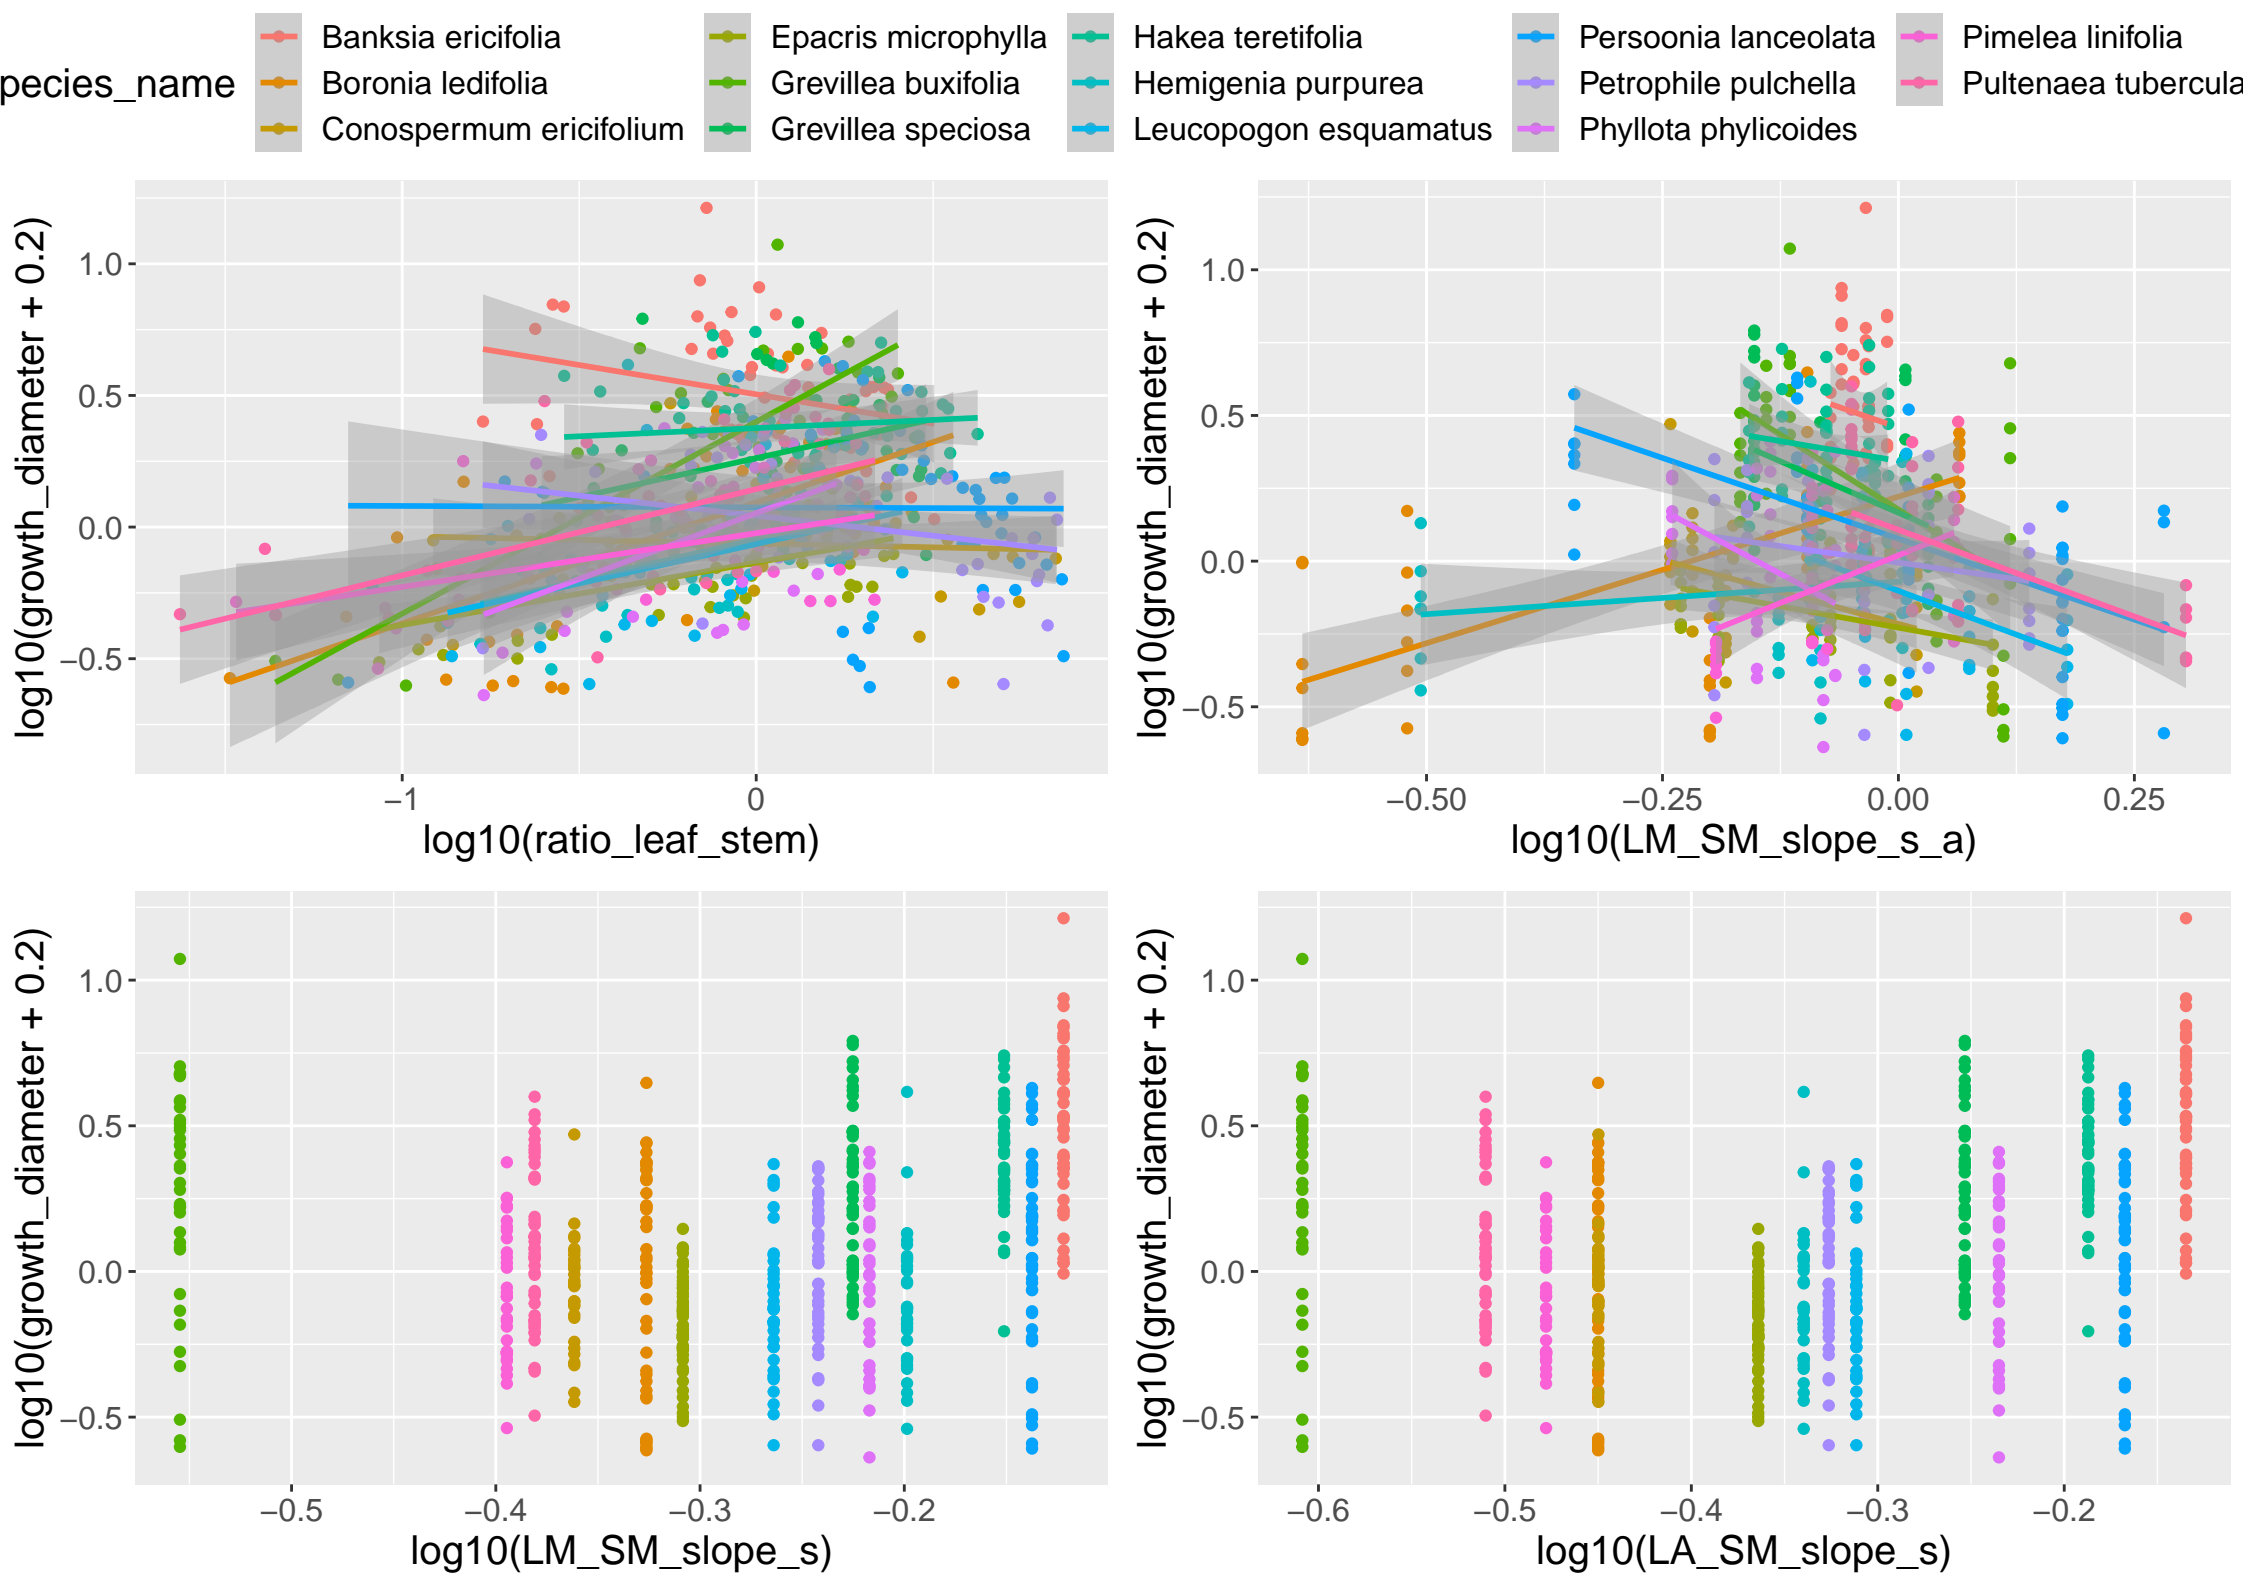 pecies_name
Banksia ericifolia
Boronia ledifolia
Conospermum ericifolium
Epacris microphylla
Grevillea buxifolia
Grevillea speciosa
Hakea teretifolia
Hemigenia purpurea
Leucopogon esquamatus
Persoonia lanceolata
Petrophile pulchella
Phyllota phylicoides
Pimelea linifolia
Pultenaea tubercula
log10(growth_diameter + 0.2)
1.0
0.5
0.0
−0.5
−1
0
log10(ratio_leaf_stem)
log10(growth_diameter + 0.2)
1.0
0.5
0.0
−0.5
−0.50
−0.25
0.00
0.25
log10(LM_SM_slope_s_a)
log10(growth_diameter + 0.2)
1.0
0.5
0.0
−0.5
−0.5
−0.4
−0.3
−0.2
log10(LM_SM_slope_s)
log10(growth_diameter + 0.2)
1.0
0.5
0.0
−0.5
−0.6
−0.5
−0.4
−0.3
−0.2
log10(LA_SM_slope_s)